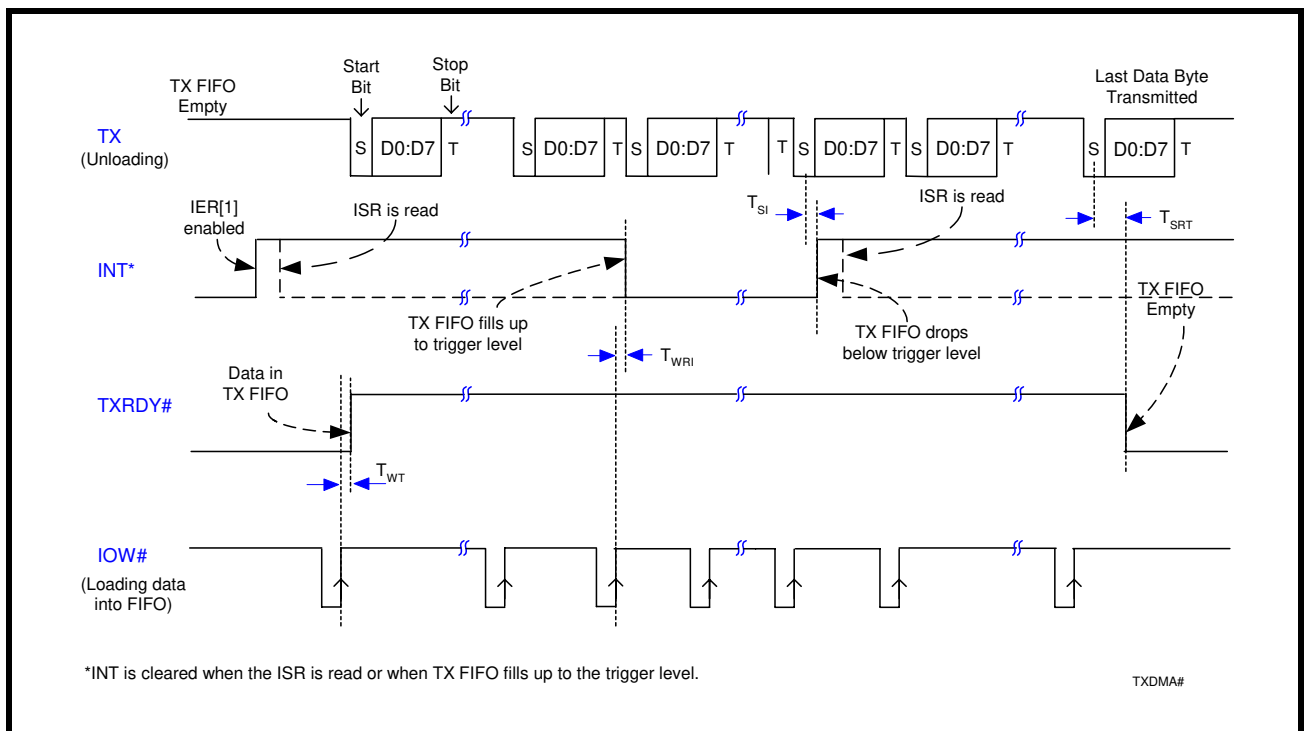 Start
Bit
Stop
Bit
TX FIFO
Empty
Last Data Byte
Transmitted
TX
(Unloading)
S D0:D7 T S D0:D7 T S D0:D7 T T S D0:D7 T S D0:D7 T S D0:D7 T
IER[1]
enabled
ISR is read
TSI
ISR is read
TSRT
INT*
TX FIFO fills up
to trigger level
TX FIFO drops
below trigger level
TX FIFO
Empty
TWRI
Data in
TX FIFO
TXRDY#
TWT
IOW#
(Loading data
into FIFO)
*INT is cleared when the ISR is read or when TX FIFO fills up to the trigger level.
TXDMA#